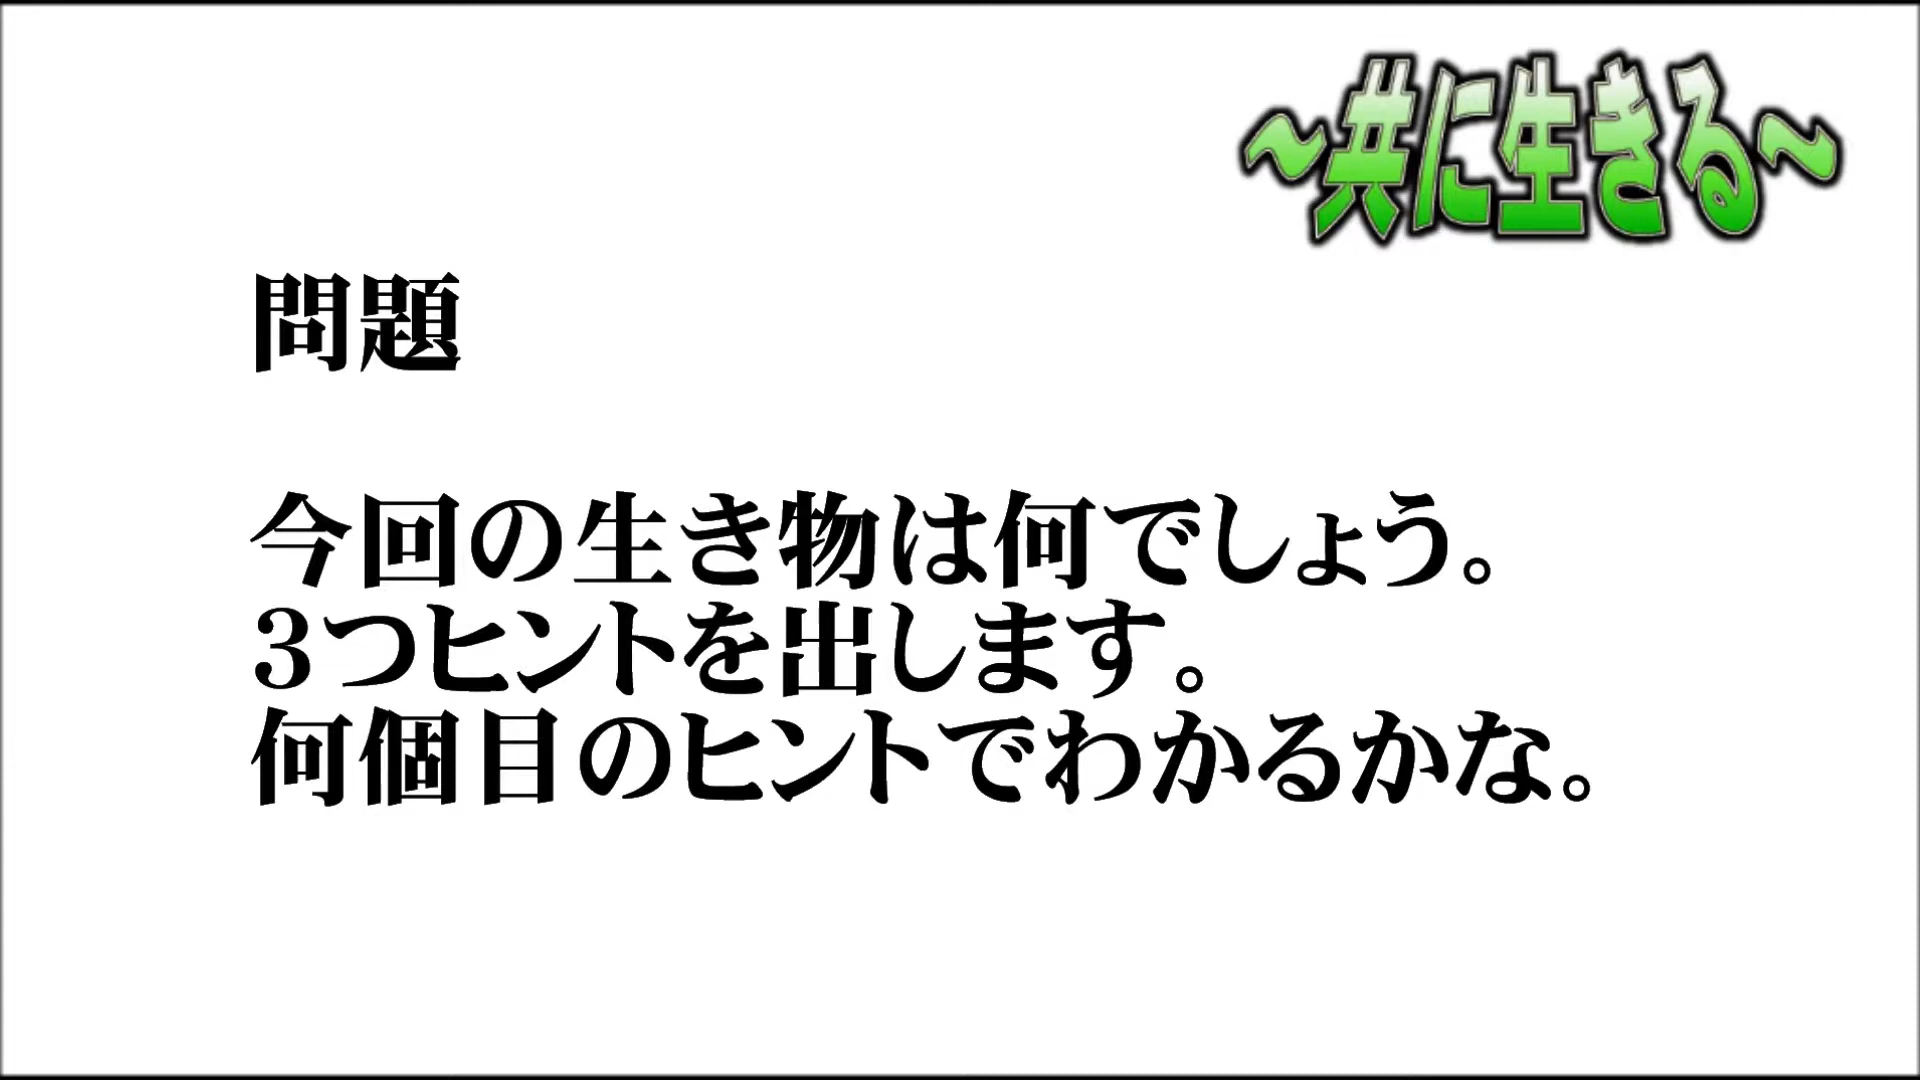 ～共に生きる～
問題
今回の生き物は何でしょう。
３つヒントを出します。
何個目のヒントでわかるかな。